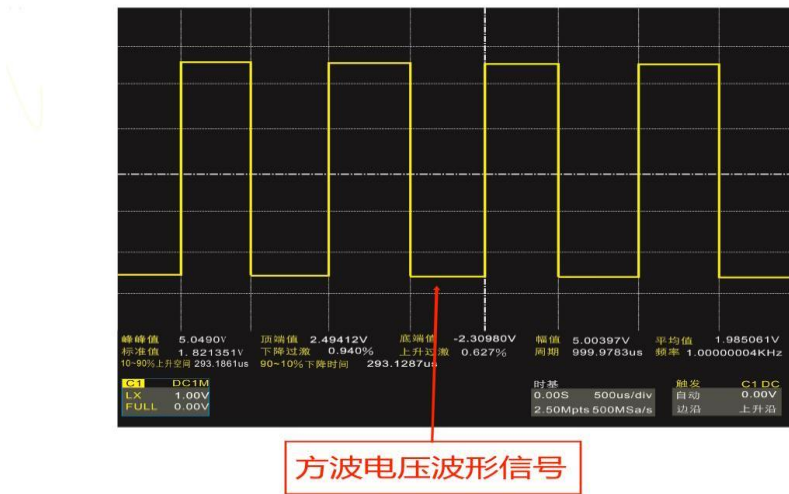 峰峰值 5.0490V 顶端值 2.49412V 底端值 -2.30980V 幅值 5.00397V 平均值 1.985061V
标准值 1.821351V 下降过激 0.940% 上升过激 0.627% 周期 999.9783us 频率 1.00000004KHz
10~90%上升空间 293.1861us 90~10%下降时间 293.1287us
C1 DC1M 时基 触发 C1 DC
LX 1.00V 0.00S 500us/div 自动 0.00V
FULL 0.00V 2.50Mpts 500MSa/s 边沿 上升沿
方波电压波形信号